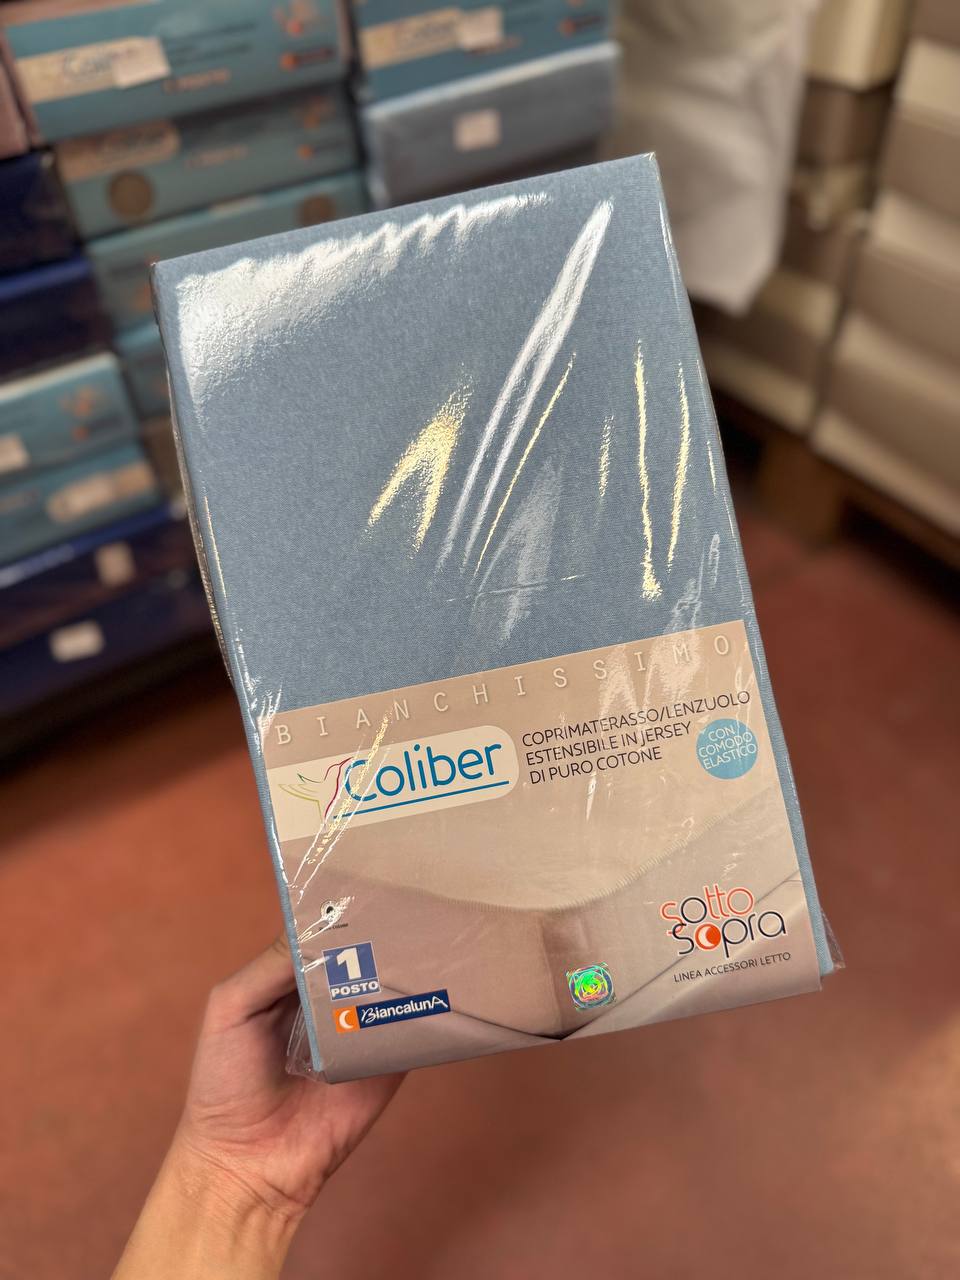 BIANCHISSIMO
Coliber
COPRIMATERASSO/LENZUOLO
ESTENSIBILE IN JERSEY
DI PURO COTONE
CON
COMODO
ELASTICO
sotto
sopra
LINEA ACCESSORI LETTO
1
POSTO
BiancalunA